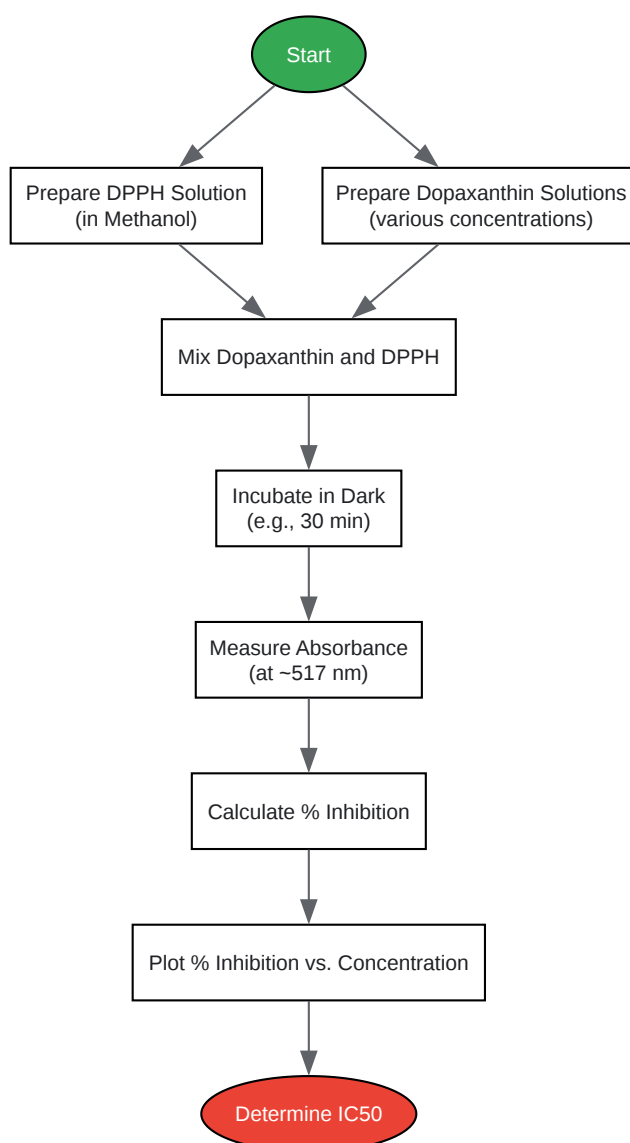 Start
Prepare DPPH Solution
(in Methanol)
Prepare Dopaxanthin Solutions
(various concentrations)
Mix Dopaxanthin and DPPH
Incubate in Dark
(e.g., 30 min)
Measure Absorbance
(at ~517 nm)
Calculate % Inhibition
Plot % Inhibition vs. Concentration
Determine IC50